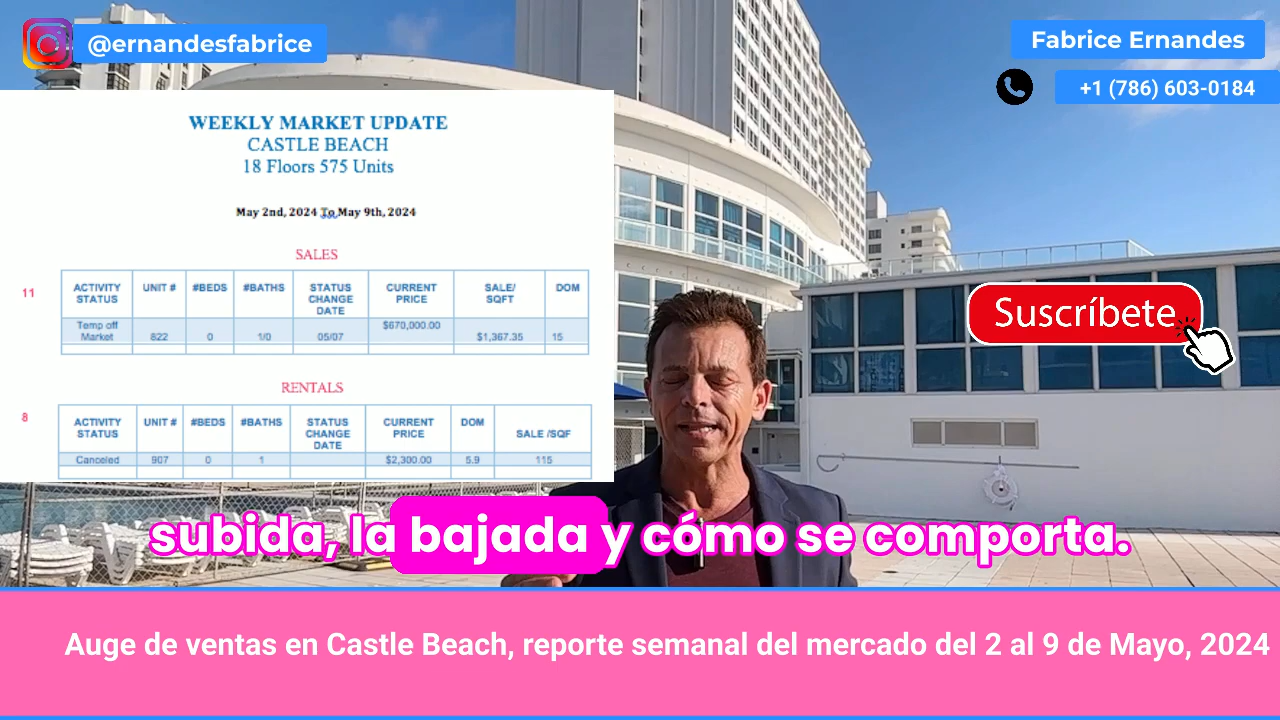 @ernandesfabrice
Fabrice Ernandes
+1 (786) 603-0184
WEEKLY MARKET UPDATE
CASTLE BEACH
18 Floors 575 Units
May 2nd, 2024 To May 9th, 2024
SALES
11
ACTIVITY STATUS UNIT # #BEDS #BATHS STATUS CHANGE DATE CURRENT PRICE SALE/ SQFT DOM
Temp off Market 822 0 1/0 05/07 $670,000.00 $1,367.35 15
RENTALS
8
ACTIVITY STATUS UNIT # #BEDS #BATHS STATUS CHANGE DATE CURRENT PRICE DOM SALE /SQF
Canceled 907 0 1 $2,300.00 5.9 115
Suscríbete
subida, la bajada y cómo se comporta.
Auge de ventas en Castle Beach, reporte semanal del mercado del 2 al 9 de Mayo, 2024